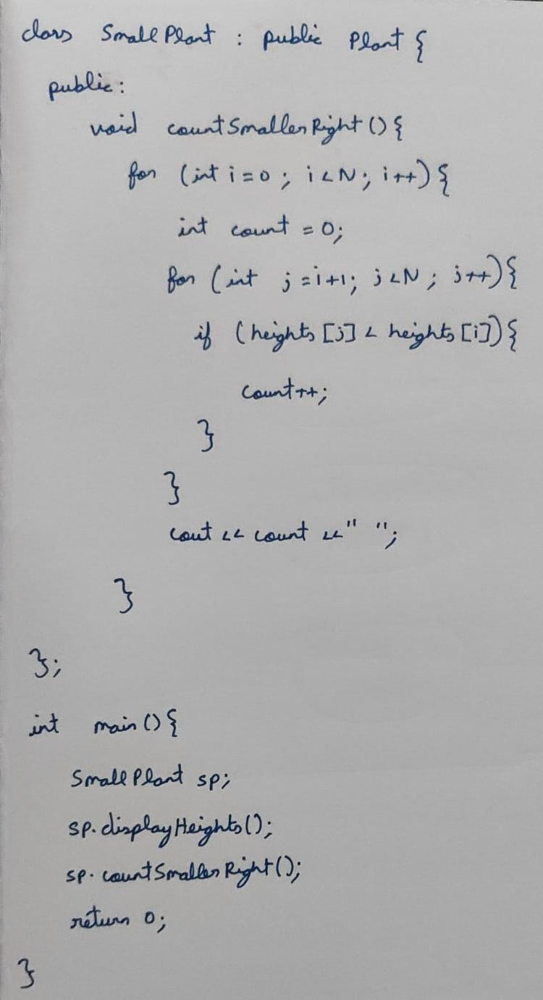 class SmallPlant : public Plant {
public:
void countSmallerRight () {
for (int i = 0 ; i < N ; i++) {
int count = 0;
for (int j = i+1; j < N ; j++) {
if (heights [j] < heights [i]) {
count++;
}
}
cout << count << " ";
}
};
int main () {
SmallPlant sp;
sp.displayHeights();
sp.countSmallerRight();
return 0;
}